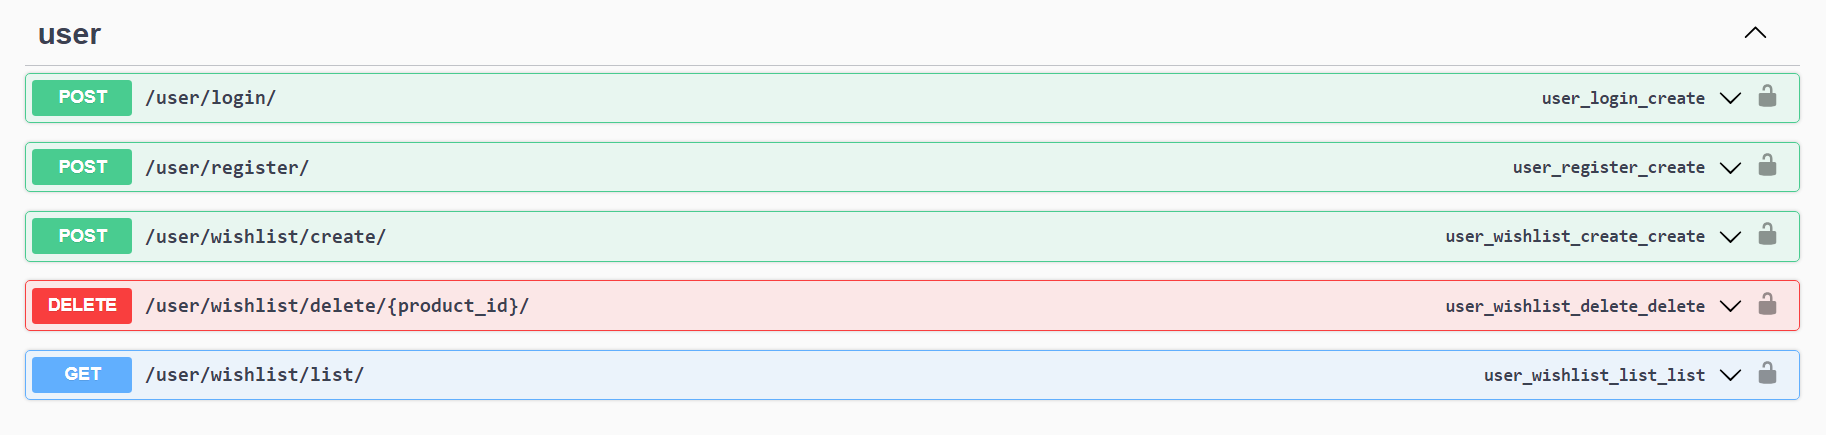 user
POST /user/login/ user_login_create
POST /user/register/ user_register_create
POST /user/wishlist/create/ user_wishlist_create_create
DELETE /user/wishlist/delete/{product_id}/ user_wishlist_delete_delete
GET /user/wishlist/list/ user_wishlist_list_list